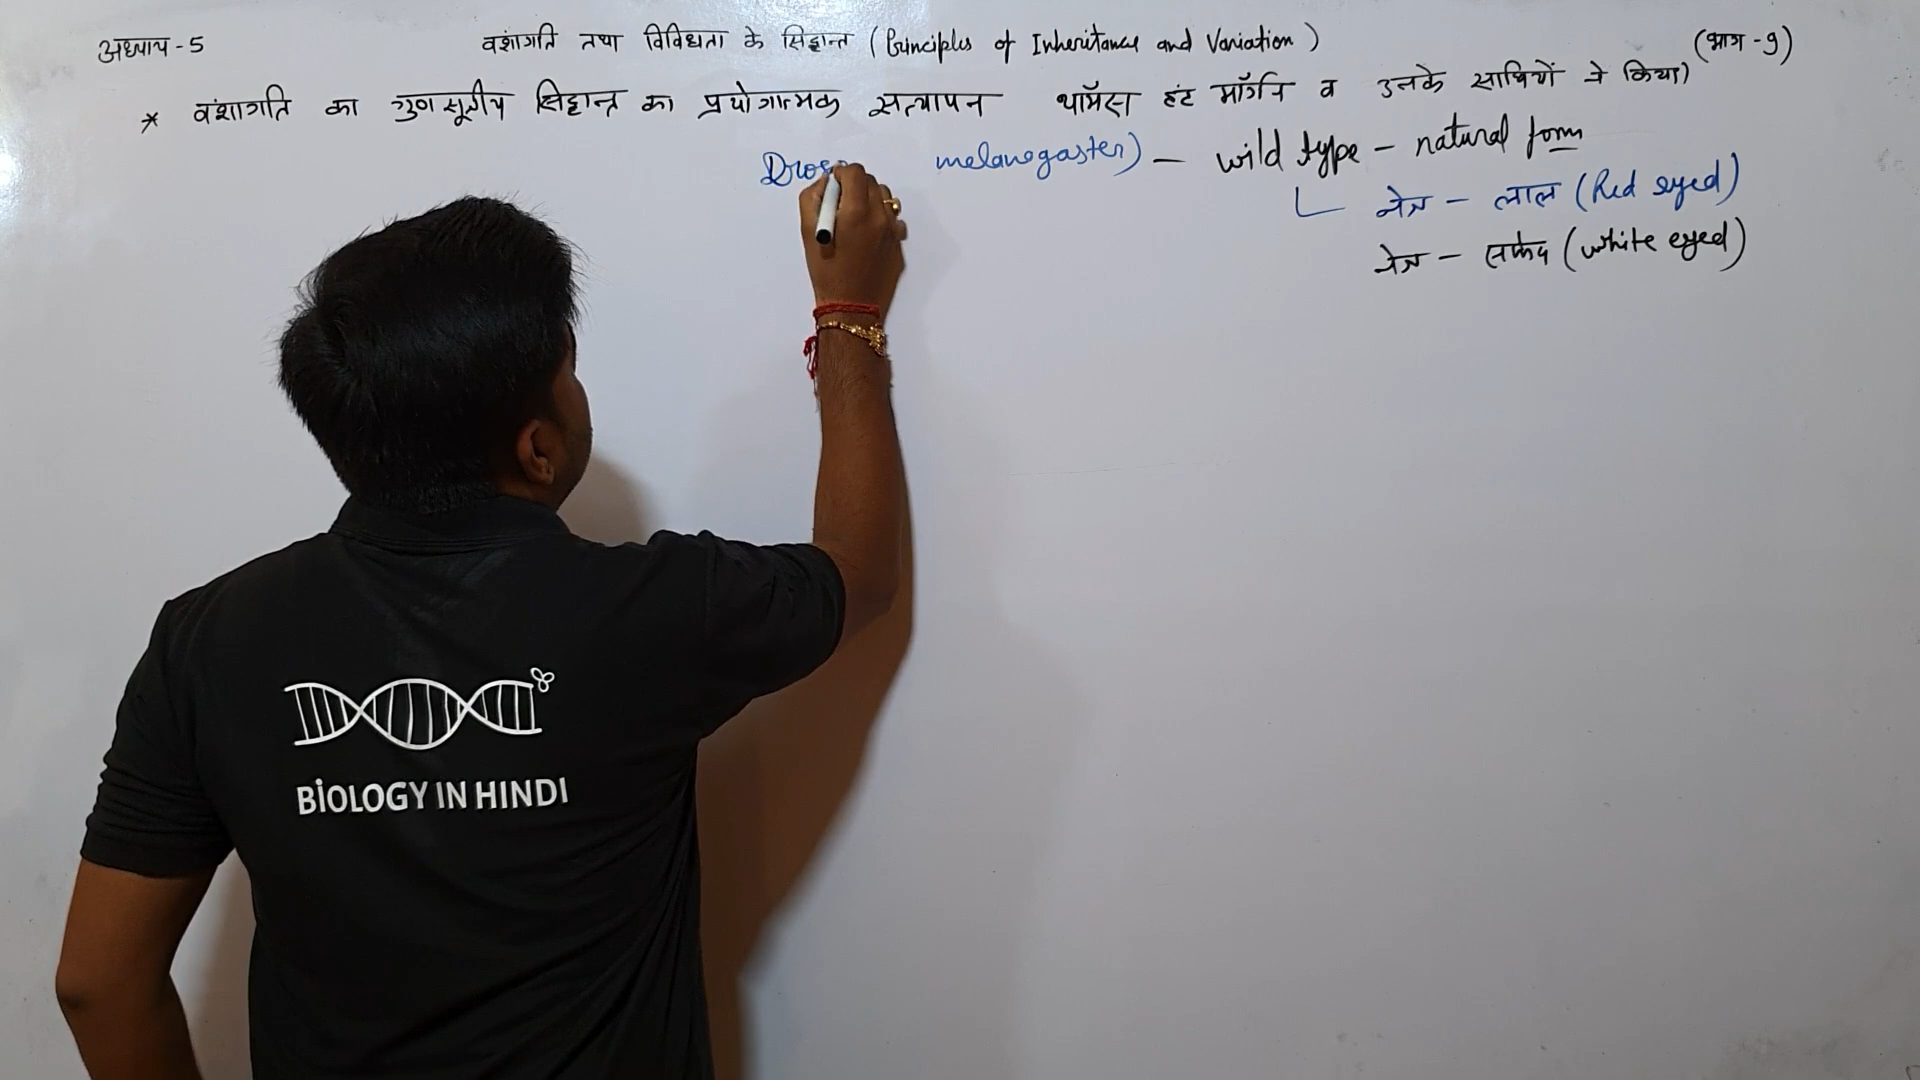 अध्याय - 5 वंशागति तथा विविधता के सिद्धान्त (Principles of Inheritance and Variation) (भाग - 9)
* वंशागति का गुणसूत्रीय सिद्धान्त का प्रयोगात्मक सत्यापन थॉमस हंट मॉर्गन व उनके साथियों ने किया)
melanogaster) — wild type — natural form
नेत्र - लाल (Red eyed)
नेत्र - सफेद (white eyed)
BIOLOGY IN HINDI